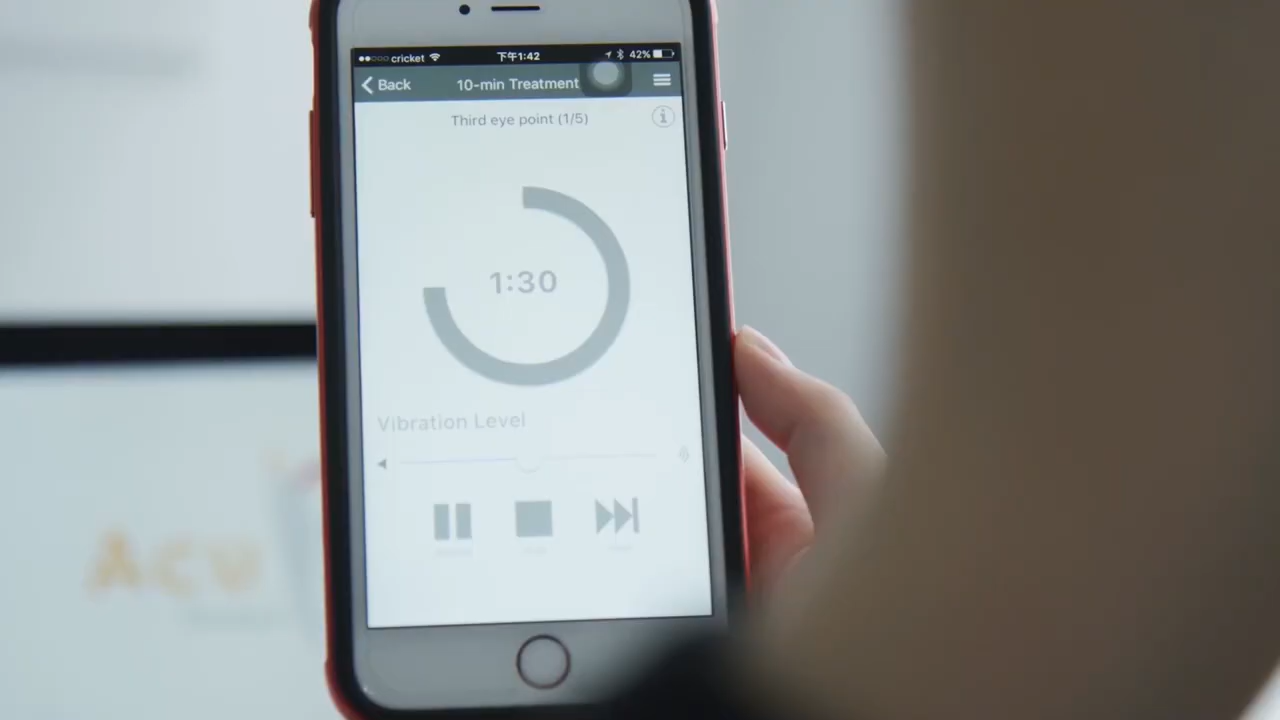 cricket 下午1:42 42%
Back 10-min Treatment
Third eye point (1/5)
1:30
Vibration Level
Acu